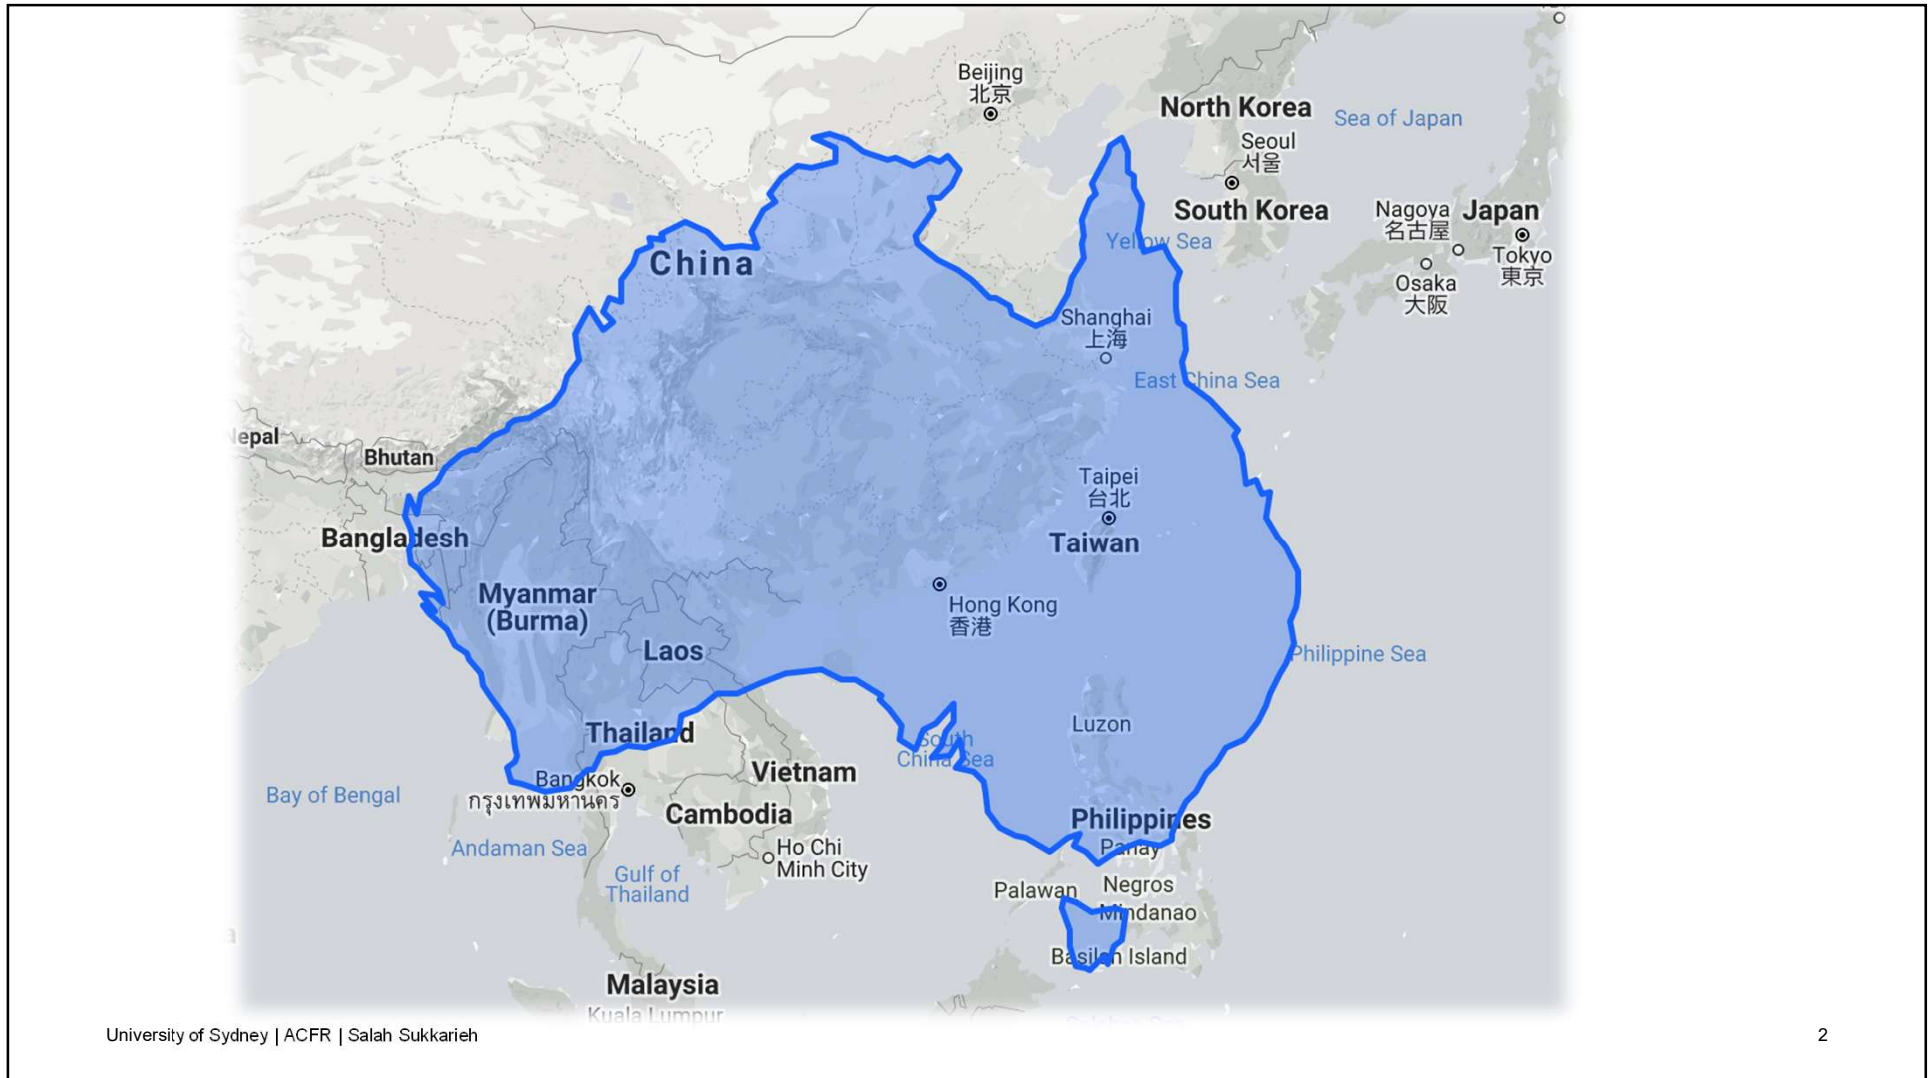 Beijing
北京
North Korea
Sea of Japan
Seoul
서울
South Korea
Nagoya
名古屋
Japan
Tokyo
東京
Osaka
大阪
Yellow Sea
China
Shanghai
上海
East China Sea
Nepal
Bhutan
Taipei
台北
Taiwan
Bangladesh
Myanmar
(Burma)
Hong Kong
香港
Laos
Philippine Sea
Thailand
Luzon
South
China Sea
Vietnam
Bangkok
กรุงเทพมหานคร
Bay of Bengal
Cambodia
Philippines
Andaman Sea
Ho Chi
Minh City
Panay
Gulf of
Thailand
Palawan
Negros
Mindanao
Basilan Island
Malaysia
Kuala Lumpur
University of Sydney | ACFR | Salah Sukkarieh
2